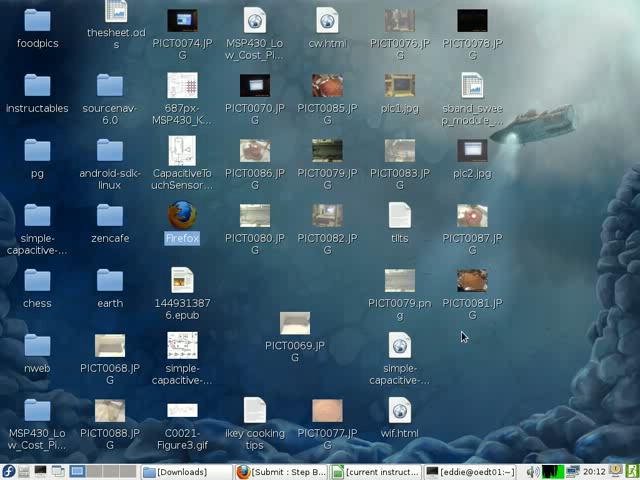 foodpics
thesheet.od
s
PICT0074.JP
G
MSP430_Lo
w_Cost_Pi...
cw.html
PICT0076.JP
G
PICT0078.JP
G
instructables
sourcenav-
6.0
687px-
MSP430_K...
PICT0070.JP
G
PICT0085.JP
G
pic1.jpg
sband_swee
p_module_...
pg
android-sdk-
linux
CapacitiveTo
uchSensor...
PICT0086.JP
G
PICT0079.JP
G
PICT0083.JP
G
pic2.jpg
simple-
capacitive-...
zencafe
Firefox
PICT0080.JP
G
PICT0082.JP
G
tilts
PICT0087.JP
G
chess
earth
144931387
6.epub
PICT0079.pn
g
PICT0081.JP
G
nweb
PICT0068.JP
G
simple-
capacitive-...
PICT0069.JP
G
simple-
capacitive-...
MSP430_Lo
w_Cost_Pi...
PICT0088.JP
G
C0021-
Figure3.gif
ikey cooking
tips
PICT0077.JP
G
wif.html
[Downloads]
[Submit : Step B...
[current instruct...
[eddie@oedt01:~]
20:12